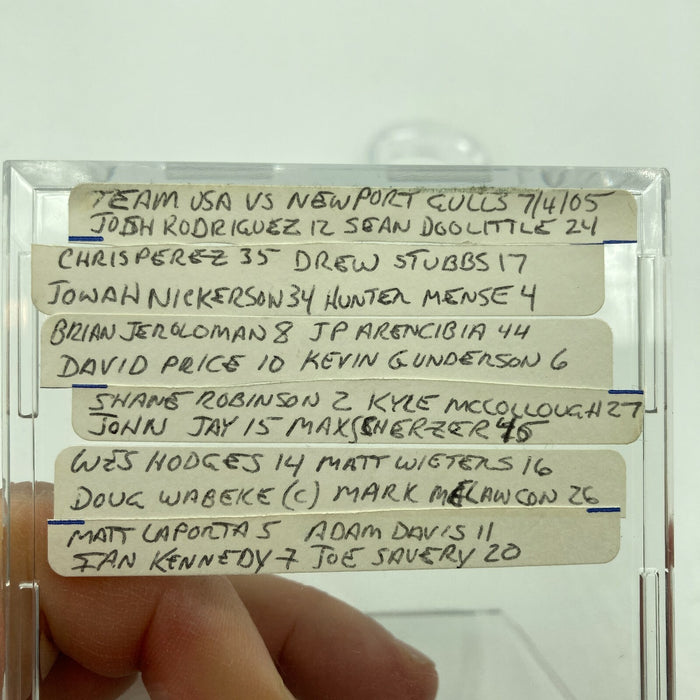 TEAM USA VS NEWPORT GULLS 7/4/05
JOSH RODRIGUEZ 12 SEAN DOOLITTLE 24
CHRIS PEREZ 35 DREW STUBBS 17
JOWAH NICKERSON 34 HUNTER MENSE 4
BRIAN JEROLOMAN 8 JP ARENCIBIA 44
DAVID PRICE 10 KEVIN GUNDERSON 6
SHANE ROBINSON 2 KYLE MCCOLLOUGH 27
JOHN JAY 15 MAX SCHERZER 45
WES HODGES 14 MATT WIETERS 16
DOUG WABEKE (C) MARK MELAWCON 26
MATT LAPORTA 5 ADAM DAVIS 11
IAN KENNEDY 7 JOE SAVERY 20